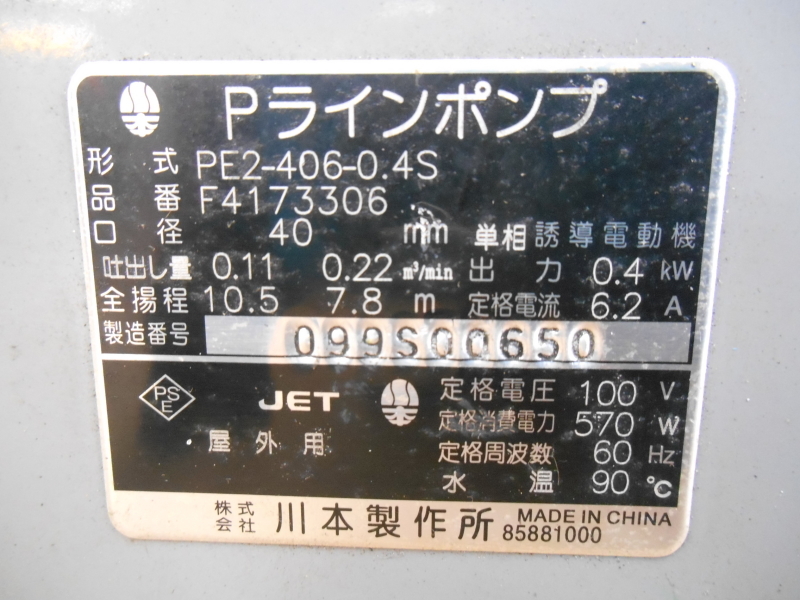 Pラインポンプ
形式 PE2-406-0.4S
品番 F4173306
口径 40 mm 単相誘導電動機
吐出し量 0.11 0.22 m³/min 出力 0.4 kW
全揚程 10.5 7.8 m 定格電流 6.2 A
製造番号 099S00650
PS
E
JET
本
屋外用
定格電圧 100 V
定格消費電力 570 W
定格周波数 60 Hz
水温 90 ℃
株式会社 川本製作所 MADE IN CHINA
85881000